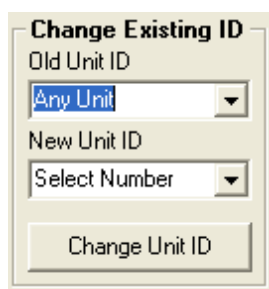 Change Existing ID
Old Unit ID
Any Unit
New Unit ID
Select Number
Change Unit ID